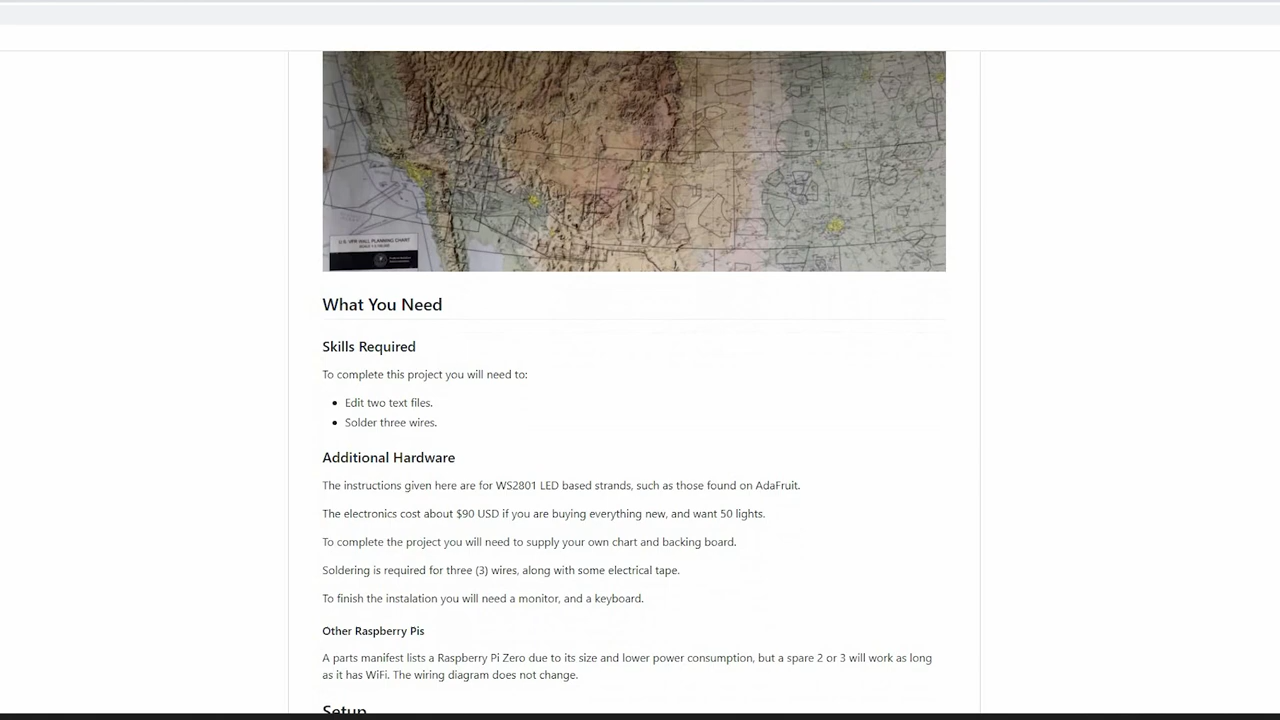 U.S. VFR WALL PLANNING CHART
What You Need
Skills Required
To complete this project you will need to:
Edit two text files.
Solder three wires.
Additional Hardware
The instructions given here are for WS2801 LED based strands, such as those found on AdaFruit.
The electronics cost about $90 USD if you are buying everything new, and want 50 lights.
To complete the project you will need to supply your own chart and backing board.
Soldering is required for three (3) wires, along with some electrical tape.
To finish the instalation you will need a monitor, and a keyboard.
Other Raspberry Pis
A parts manifest lists a Raspberry Pi Zero due to its size and lower power consumption, but a spare 2 or 3 will work as long
as it has WiFi. The wiring diagram does not change.
Setup